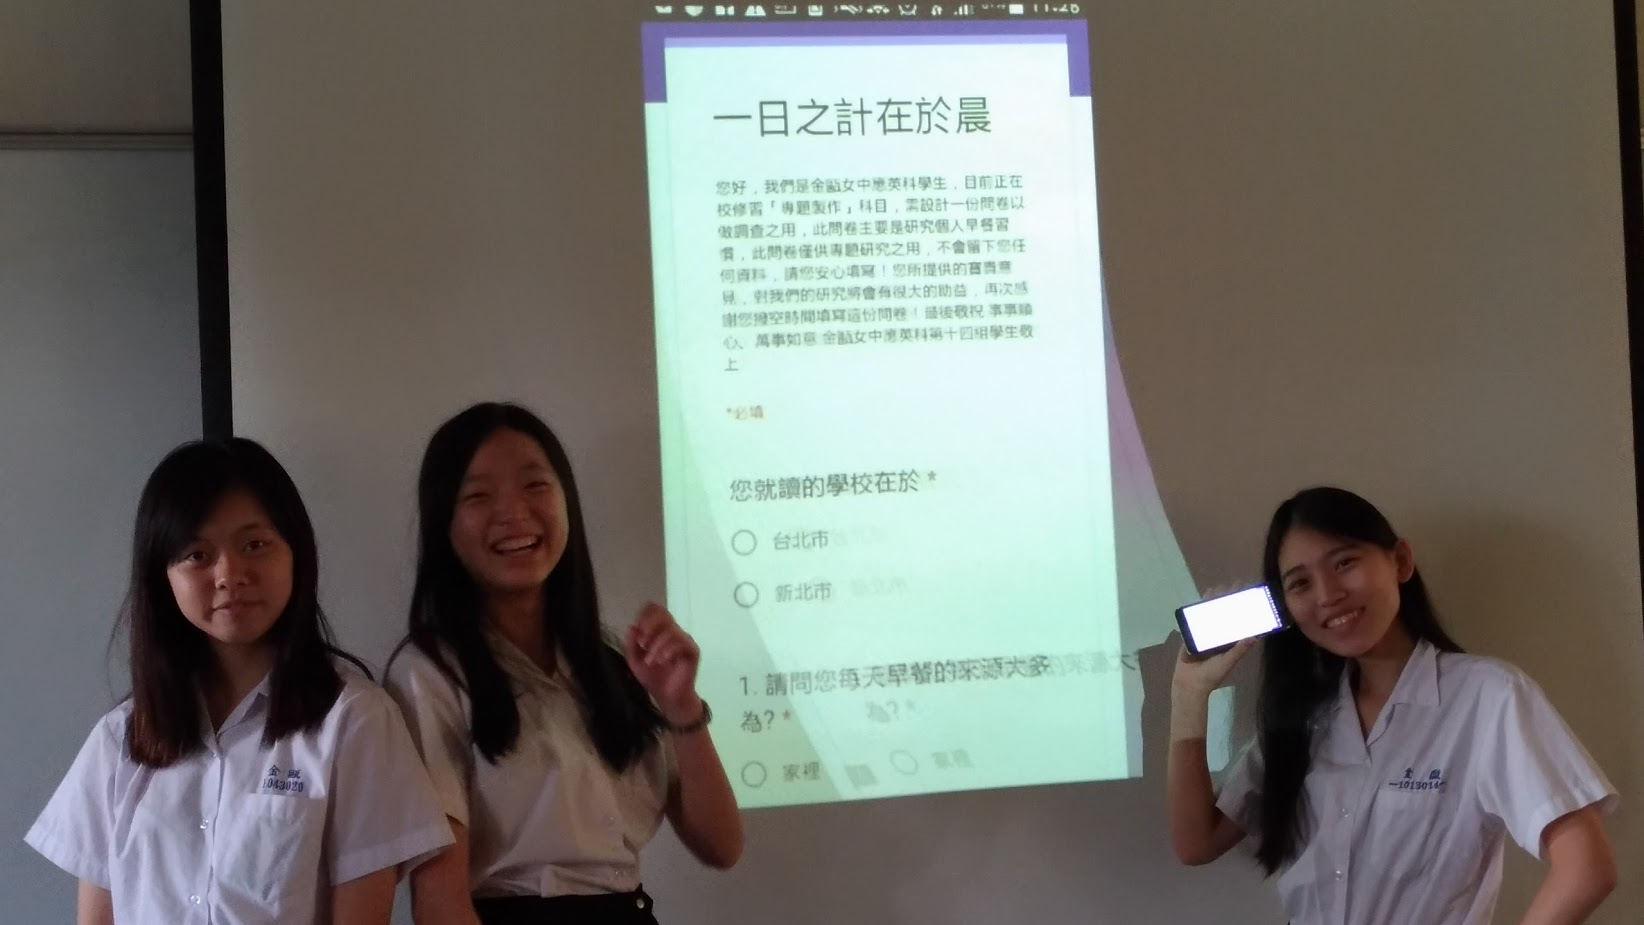 11:28
一日之計在於晨
您好，我們是金甌女中應英科學生，目前正在
校修習「專題製作」科目，需設計一份問卷以
做調查之用，此問卷主要是研究個人早餐習
慣，此問卷僅供專題研究之用，不會留下您任
何資料，請您安心填寫！您所提供的寶貴意
見，對我們的研究將會有很大的助益，再次感
謝您撥空時間填寫這份問卷！最後敬祝 事事順
心、萬事如意 金甌女中應英科第十四組學生敬
上
*必填
您就讀的學校在於 *
台北市
新北市
1. 請問您每天早餐的來源大多
為? *
家裡
金甌
1043020
金甌